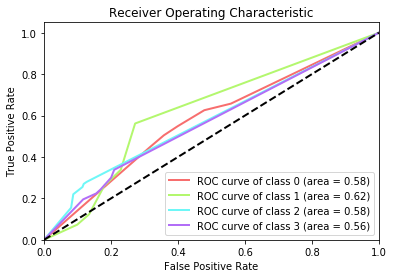 Receiver Operating Characteristic
1.0
0.8
0.6
0.4
0.2
0.0
True Positive Rate
ROC curve of class 0 (area = 0.58)
ROC curve of class 1 (area = 0.62)
ROC curve of class 2 (area = 0.58)
ROC curve of class 3 (area = 0.56)
0.0 0.2 0.4 0.6 0.8 1.0
False Positive Rate